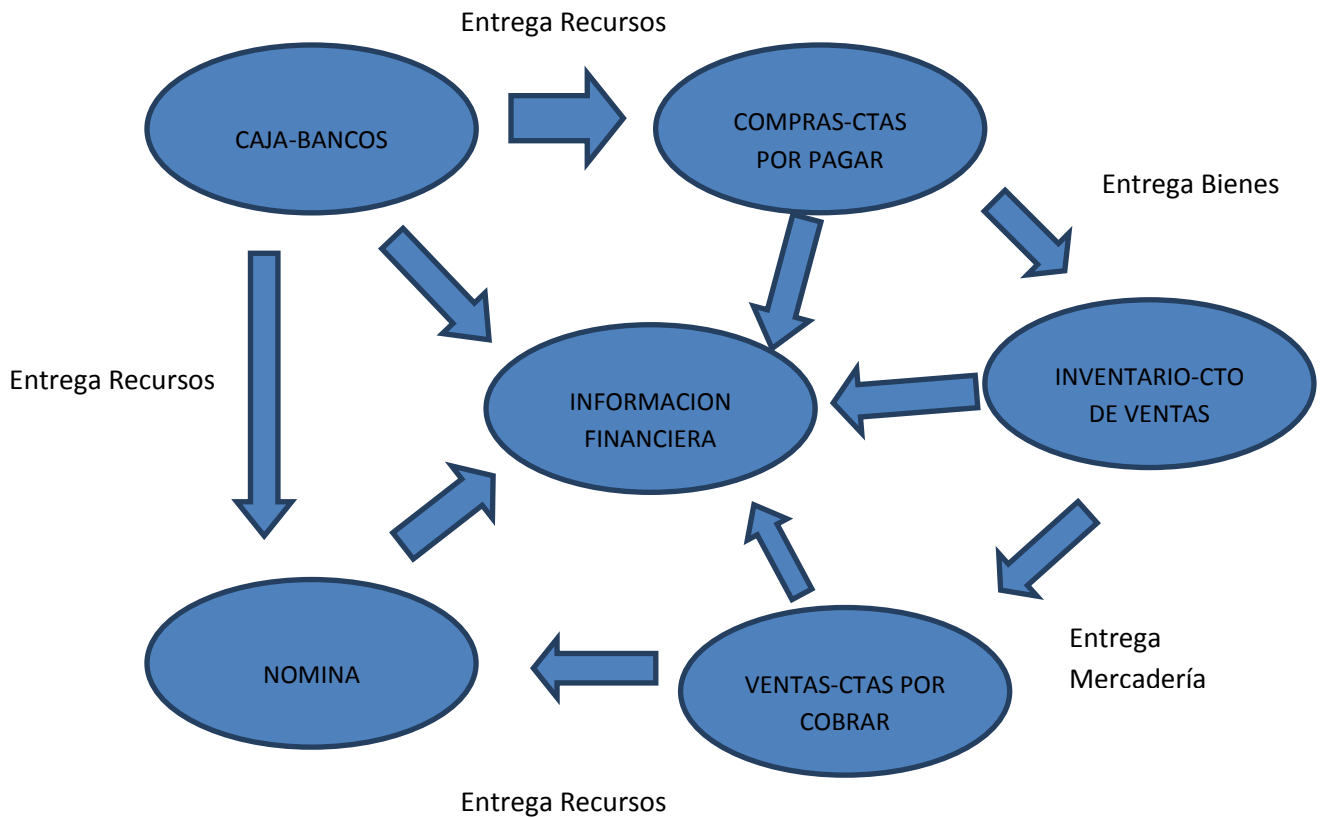 Entrega Recursos
CAJA-BANCOS
COMPRAS-CTAS
POR PAGAR
Entrega Bienes
Entrega Recursos
INFORMACION
FINANCIERA
INVENTARIO-CTO
DE VENTAS
NOMINA
VENTAS-CTAS POR
COBRAR
Entrega
Mercadería
Entrega Recursos